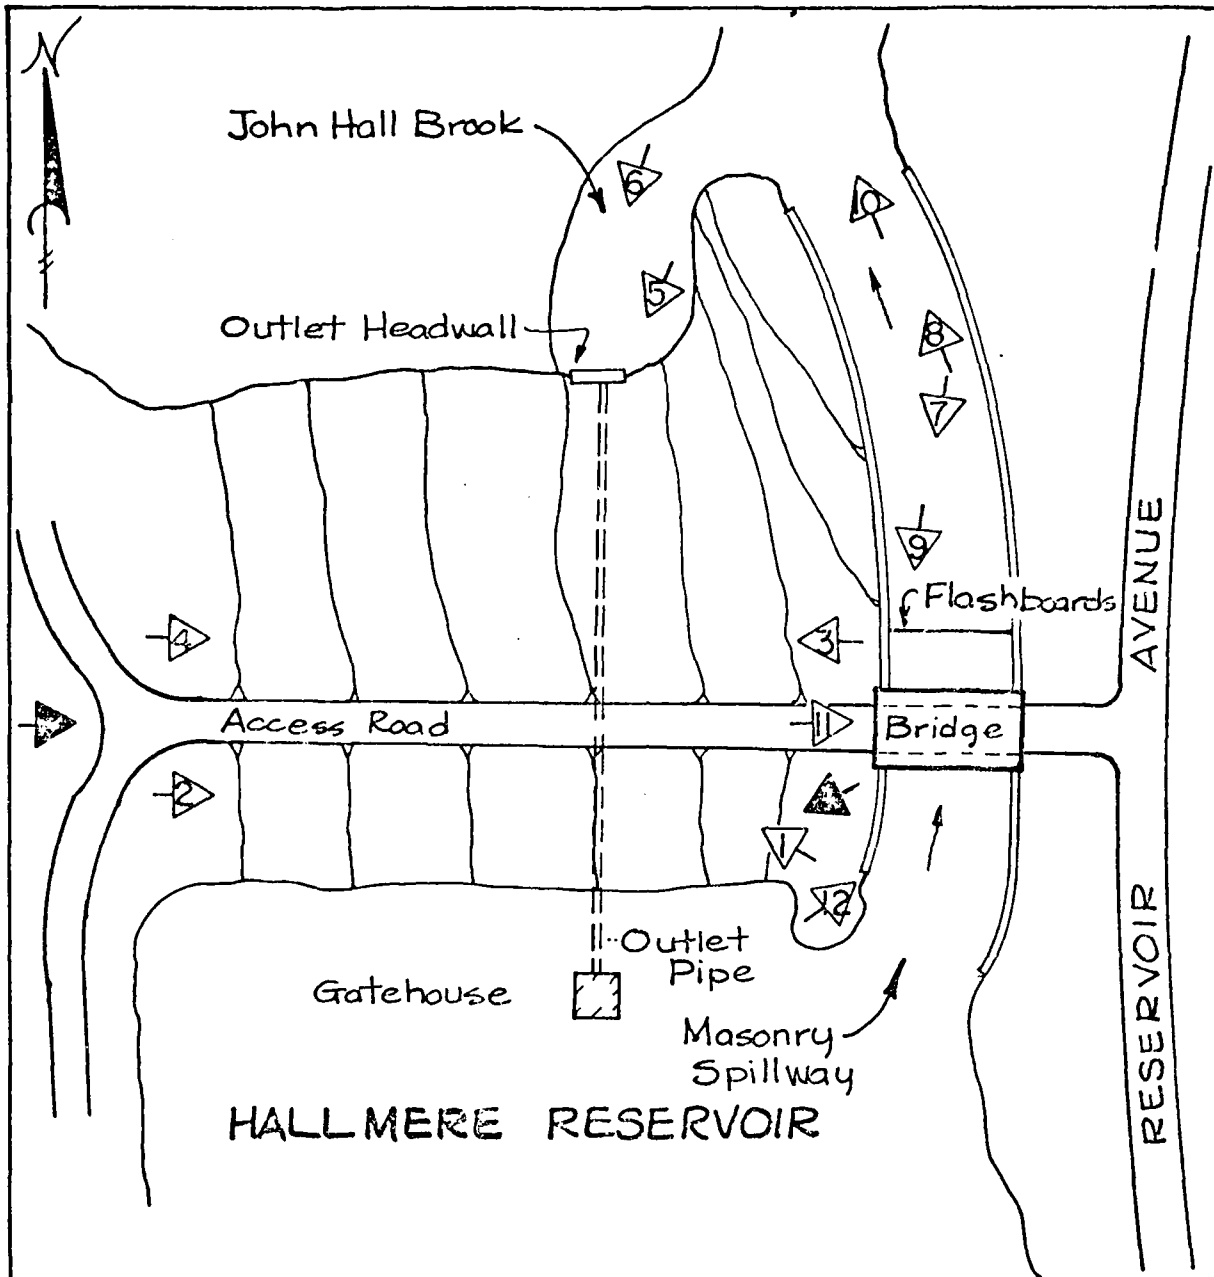 N
John Hall Brook
6
10
5
Outlet Headwall
8
7
9
Flashboards
4
3
Access Road
11
Bridge
2
1
12
Outlet
Pipe
Gatehouse
Masonry
Spillway
HALLMERE RESERVOIR
RESERVOIR AVENUE